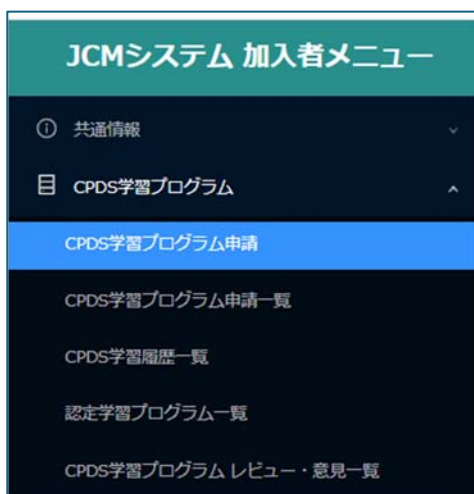 JCMシステム 加入者メニュー
共通情報
CPDS学習プログラム
CPDS学習プログラム申請
CPDS学習プログラム申請一覧
CPDS学習履歴一覧
認定学習プログラム一覧
CPDS学習プログラム レビュー・意見一覧